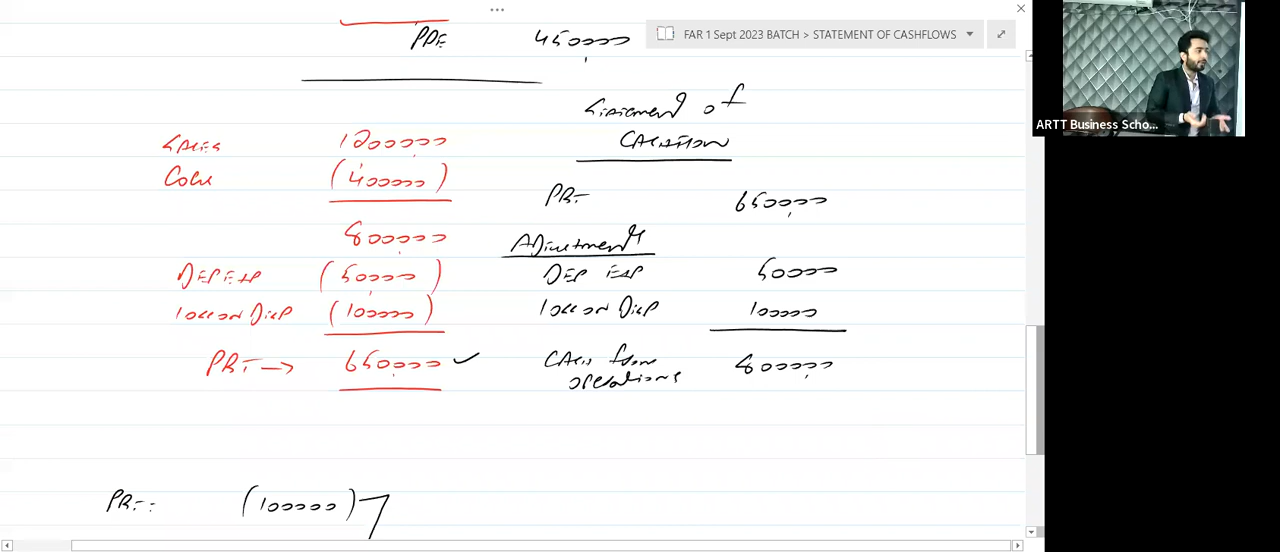 FAR 1 Sept 2023 BATCH > STATEMENT OF CASHFLOWS
ARTT Business Scho...
PPE 450000
Statement of
Cashflow
Sales 1200000
COGS (400000)
800000
DEP EXP (50000)
LOSS ON DISP (100000)
PBT → 650000 ✓
PBT 650000
Adjustments
DEP EXP 50000
LOSS ON DISP 100000
Cash from
operations 800000
PBT: (100000)